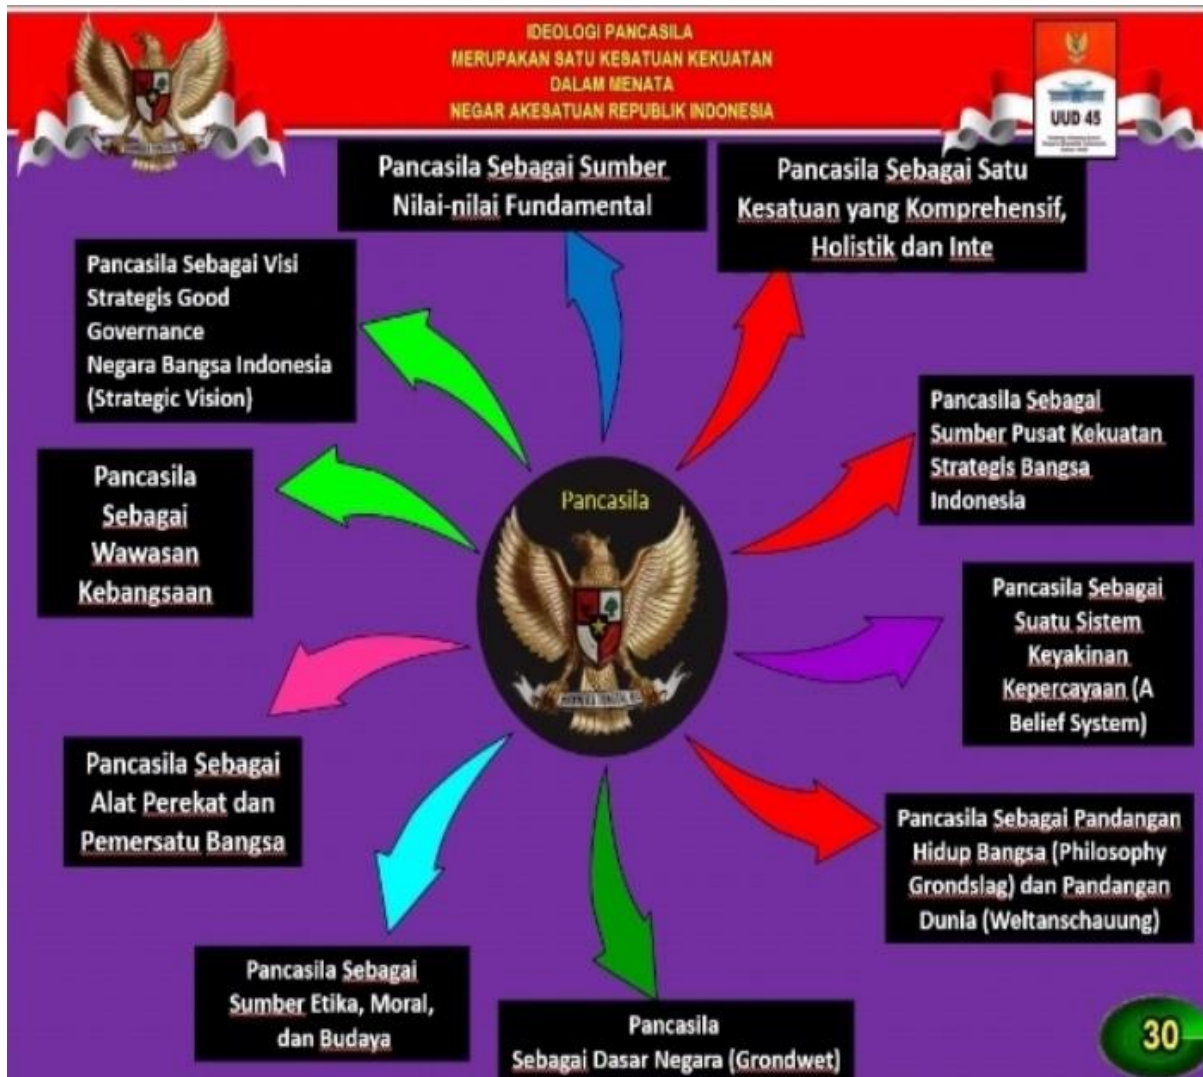 IDEOLOGI PANCASILA
MERUPAKAN SATU KESATUAN KEKUATAN
DALAM MENATA
NEGAR AKESATUAN REPUBLIK INDONESIA
UUD 45
Pancasila Sebagai Sumber
Nilai-nilai Fundamental
Pancasila Sebagai Satu
Kesatuan yang Komprehensif,
Holistik dan Inte
Pancasila Sebagai Visi
Strategis Good
Governance
Negara Bangsa Indonesia
(Strategic Vision)
Pancasila Sebagai
Sumber Pusat Kekuatan
Strategis Bangsa
Indonesia
Pancasila
Sebagai
Wawasan
Kebangsaan
Pancasila
Pancasila Sebagai
Suatu Sistem
Keyakinan
Kepercayaan (A
Belief System)
Pancasila Sebagai
Alat Perekat dan
Pemersatu Bangsa
Pancasila Sebagai Pandangan
Hidup Bangsa (Philosophy
Grondslag) dan Pandangan
Dunia (Weltanschauung)
Pancasila Sebagai
Sumber Etika, Moral,
dan Budaya
Pancasila
Sebagai Dasar Negara (Grondwet)
30